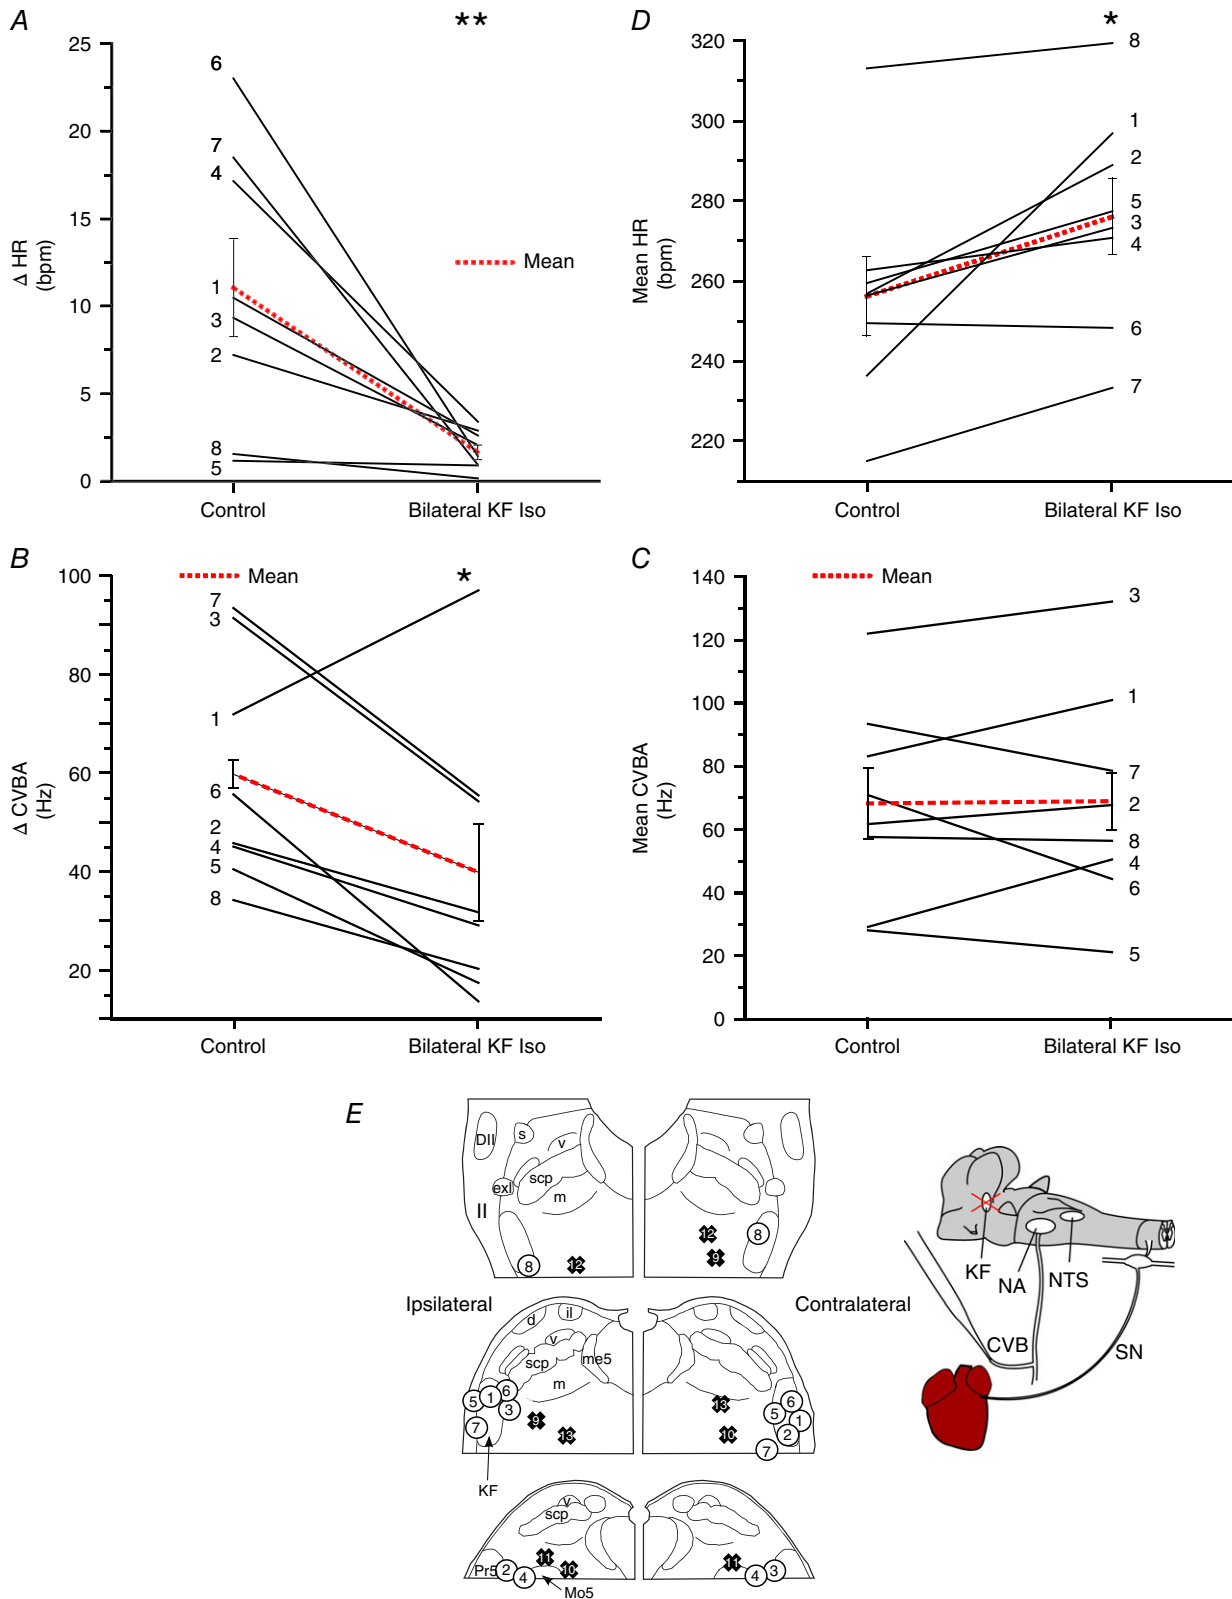 A
**
25
20
15
10
5
0
Δ HR
(bpm)
6
7
4
1
3
2
8
5
Mean
Control
Bilateral KF Iso
D
*
320
300
280
260
240
220
Mean HR
(bpm)
8
1
2
5
3
4
6
7
Control
Bilateral KF Iso
B
Mean
*
100
80
60
40
20
Δ CVBA
(Hz)
7
3
1
6
2
4
5
8
Control
Bilateral KF Iso
C
Mean
140
120
100
80
60
40
20
0
Mean CVBA
(Hz)
3
1
7
2
8
4
6
5
Control
Bilateral KF Iso
E
DII
s
v
scp
exl
m
II
8
12
12
9
8
Ipsilateral
Contralateral
d
il
v
scp
me5
m
5
1
6
3
7
9
13
KF
13
10
6
5
1
2
7
v
scp
Pr5
2
4
11
10
Mo5
11
4
3
KF
NA
NTS
CVB
SN